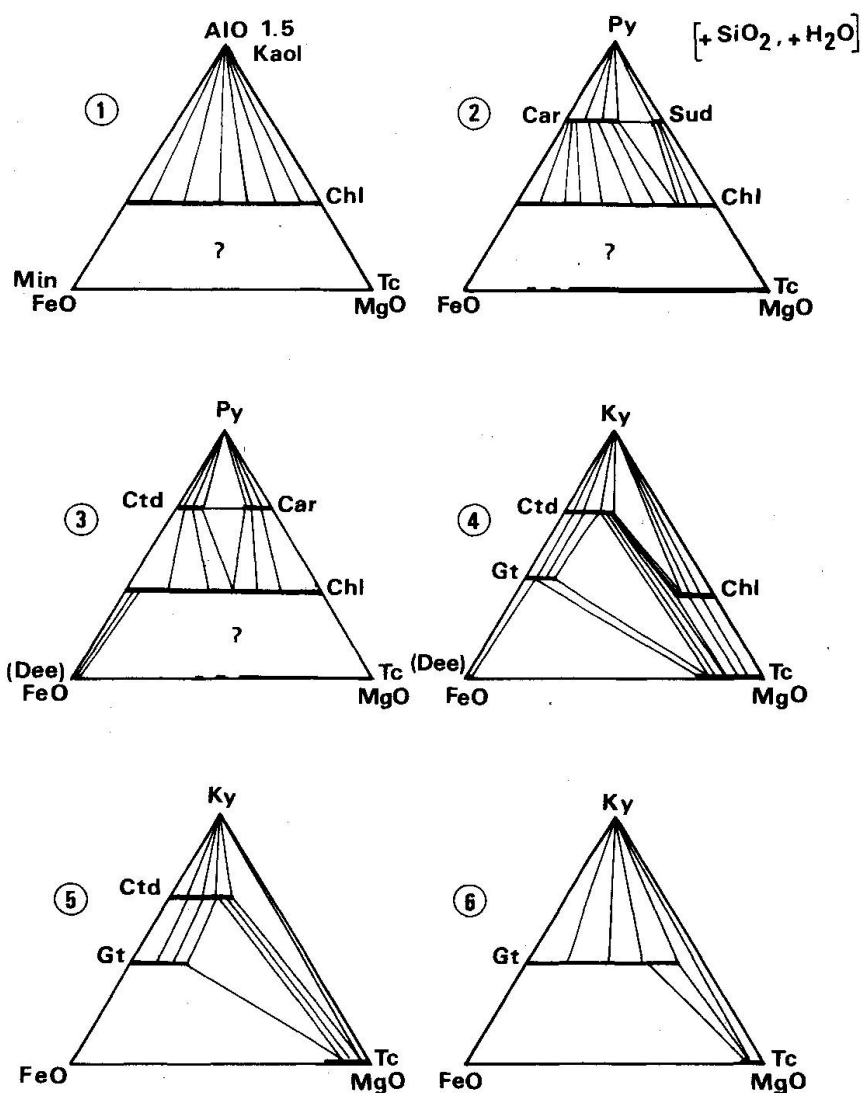 AlO 1.5
Kaol
1
Chl
?
Min
FeO
Tc
MgO
Py
[+SiO2, +H2O]
2
Car
Sud
Chl
?
FeO
Tc
MgO
Py
3
Ctd
Car
Chl
?
(Dee)
FeO
Tc
MgO
Ky
4
Ctd
Gt
Chl
(Dee)
FeO
Tc
MgO
Ky
5
Ctd
Gt
FeO
Tc
MgO
Ky
6
Gt
FeO
Tc
MgO